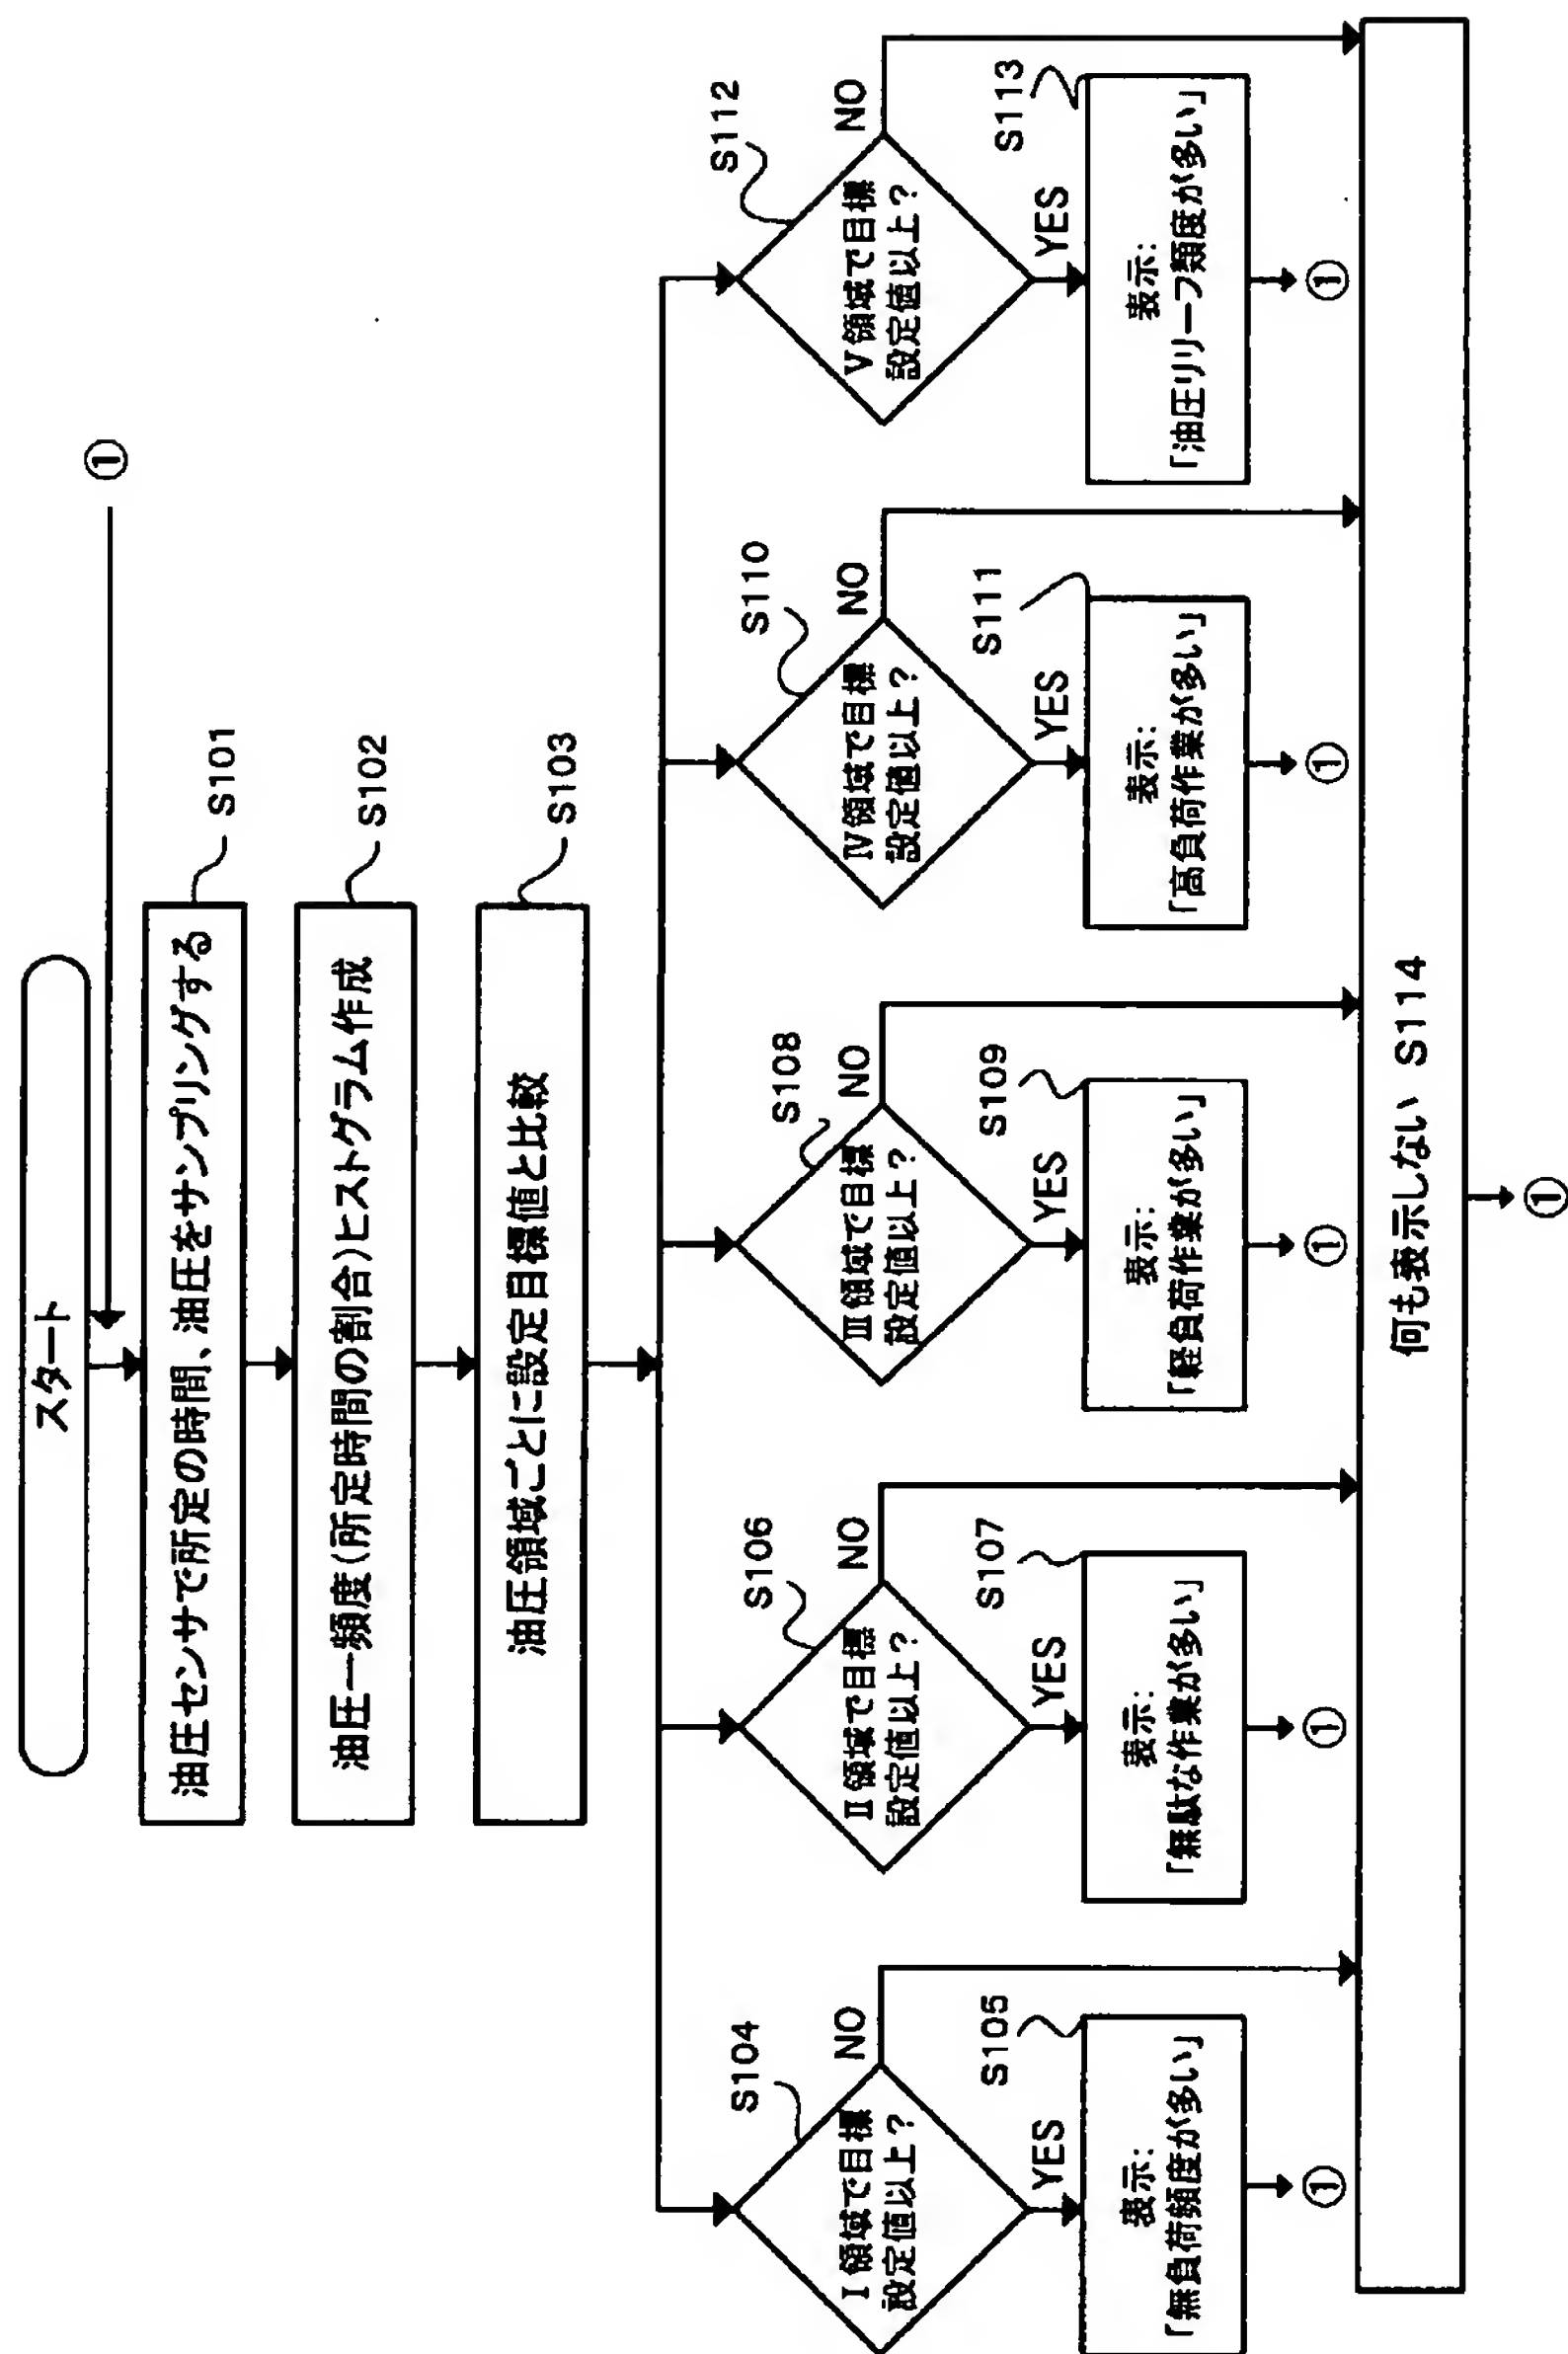 スタート
①
油圧センサで所定の時間、油圧をサンプリングする
S101
油圧ー頻度(所定時間の割合)ヒストグラム作成
S102
油圧領域ごとに設定目標値と比較
S103
S104
I領域で目標
設定値以上?
NO
YES
S105
表示:
「無負荷頻度が多い」
①
S106
II領域で目標
設定値以上?
NO
YES
S107
表示:
「無駄な作業が多い」
①
S108
III領域で目標
設定値以上?
NO
YES
S109
表示:
「軽負荷作業が多い」
①
S110
IV領域で目標
設定値以上?
NO
YES
S111
表示:
「高負荷作業が多い」
①
S112
V領域で目標
設定値以上?
NO
YES
S113
表示:
「油圧リリーフ類度が多い」
①
何も表示しない S114
①